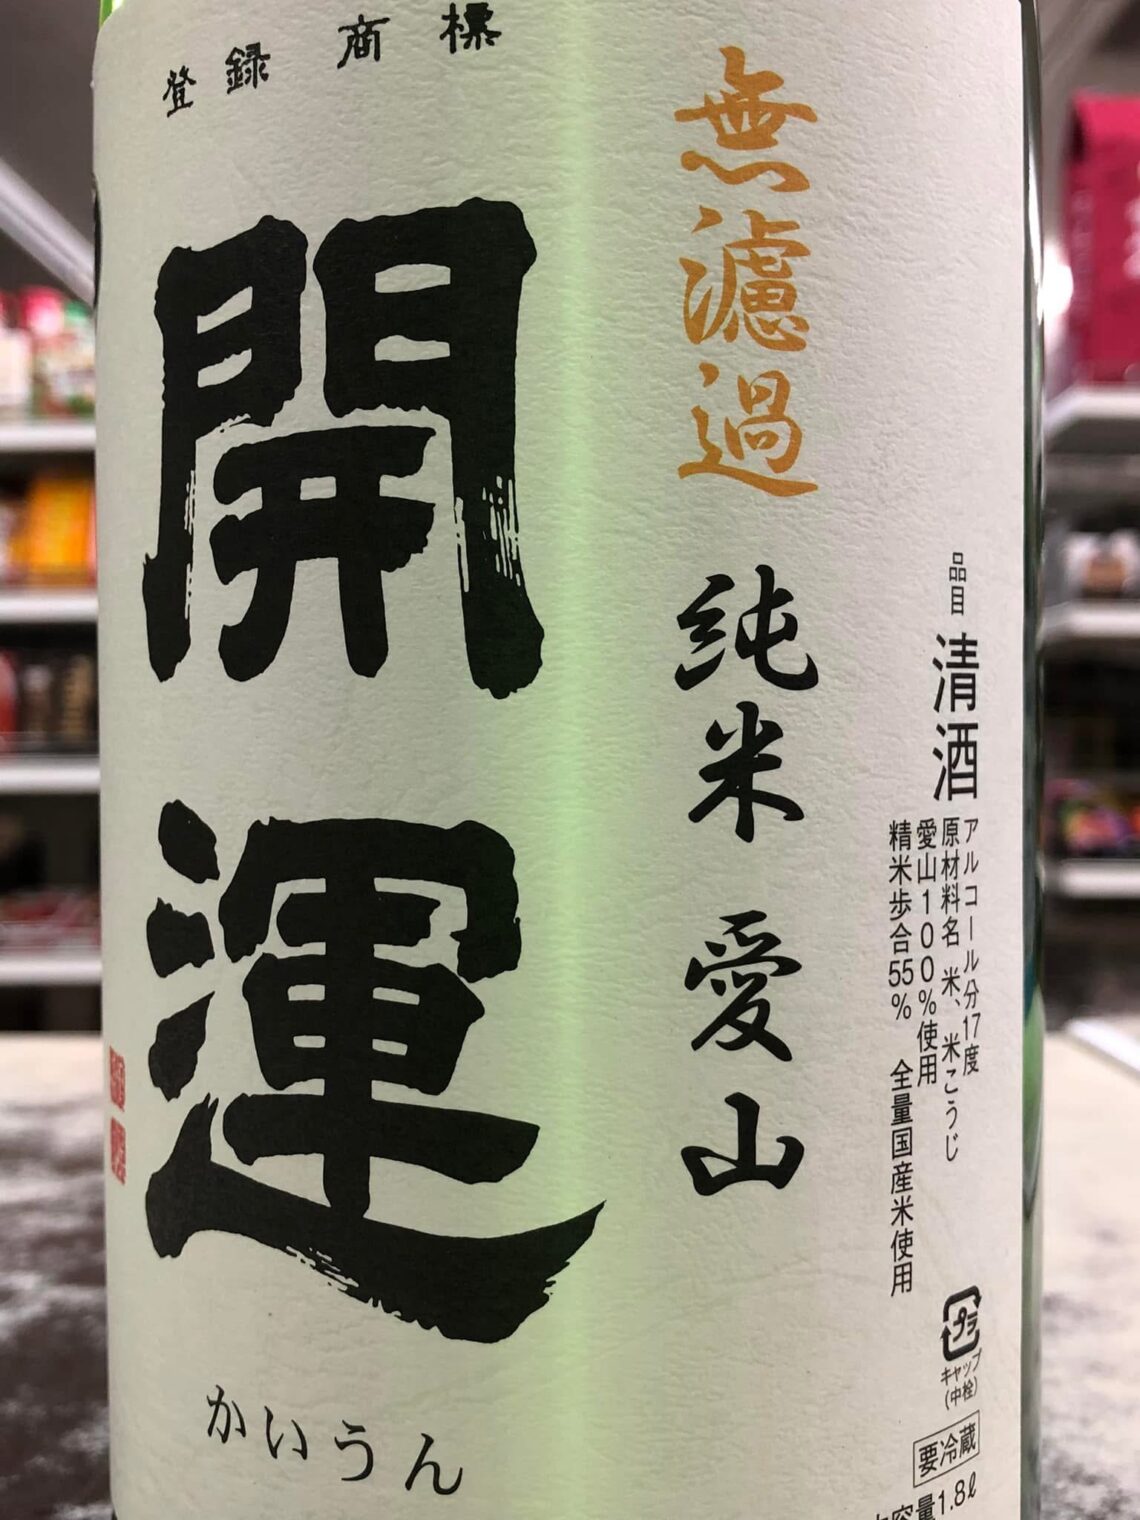 登録商標
開運
かいうん
無濾過
純米 愛山
品目 清酒
アルコール分17度
原材料名 米、米こうじ
愛山100%使用
精米歩合55% 全量国産米使用
プラ
キャップ
(中栓)
要冷蔵
内容量1.8ℓ